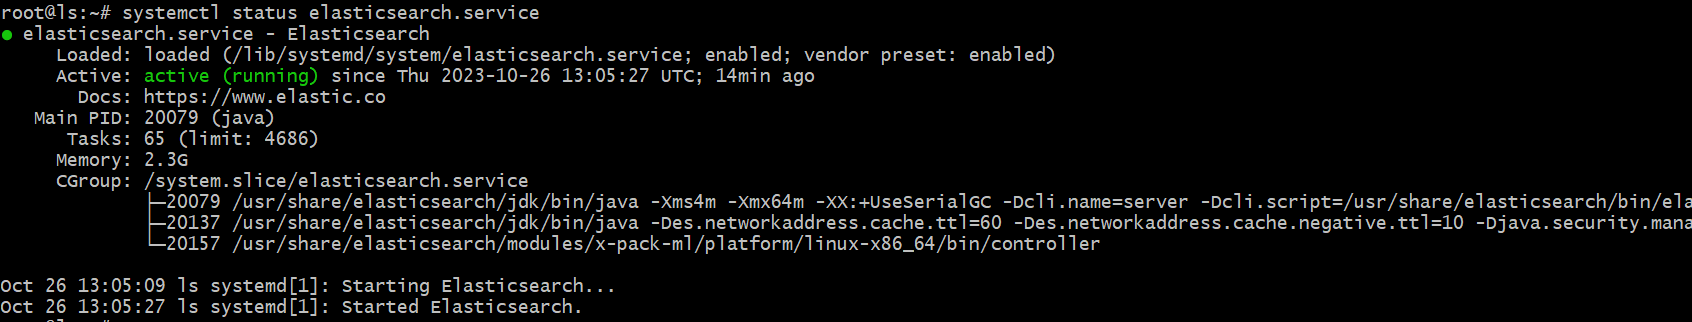 root@ls:~# systemctl status elasticsearch.service
● elasticsearch.service - Elasticsearch
Loaded: loaded (/lib/systemd/system/elasticsearch.service; enabled; vendor preset: enabled)
Active: active (running) since Thu 2023-10-26 13:05:27 UTC; 14min ago
Docs: https://www.elastic.co
Main PID: 20079 (java)
Tasks: 65 (limit: 4686)
Memory: 2.3G
CGroup: /system.slice/elasticsearch.service
├─20079 /usr/share/elasticsearch/jdk/bin/java -Xms4m -Xmx64m -XX:+UseSerialGC -Dcli.name=server -Dcli.script=/usr/share/elasticsearch/bin/ela
├─20137 /usr/share/elasticsearch/jdk/bin/java -Des.networkaddress.cache.ttl=60 -Des.networkaddress.cache.negative.ttl=10 -Djava.security.mana
└─20157 /usr/share/elasticsearch/modules/x-pack-ml/platform/linux-x86_64/bin/controller
Oct 26 13:05:09 ls systemd[1]: Starting Elasticsearch...
Oct 26 13:05:27 ls systemd[1]: Started Elasticsearch.